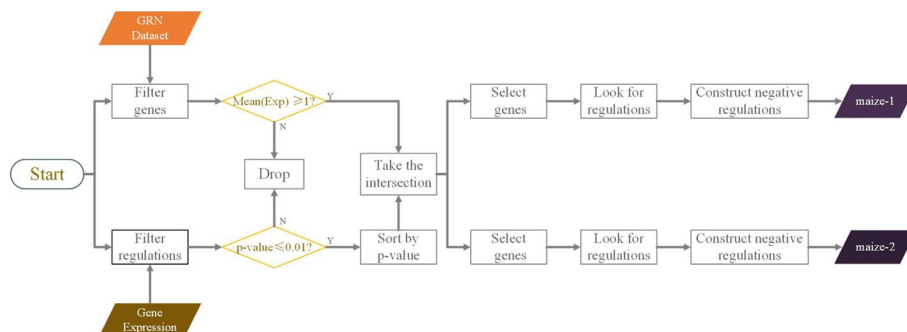 GRN
Dataset
Filter
genes
Mean(Exp) ≥1?
Y
N
Select
genes
Look for
regulations
Construct negative
regulations
maize-1
Start
Drop
Take the
intersection
Filter
regulations
p-value≤0.01?
N
Y
Sort by
p-value
Select
genes
Look for
regulations
Construct negative
regulations
maize-2
Gene
Expression